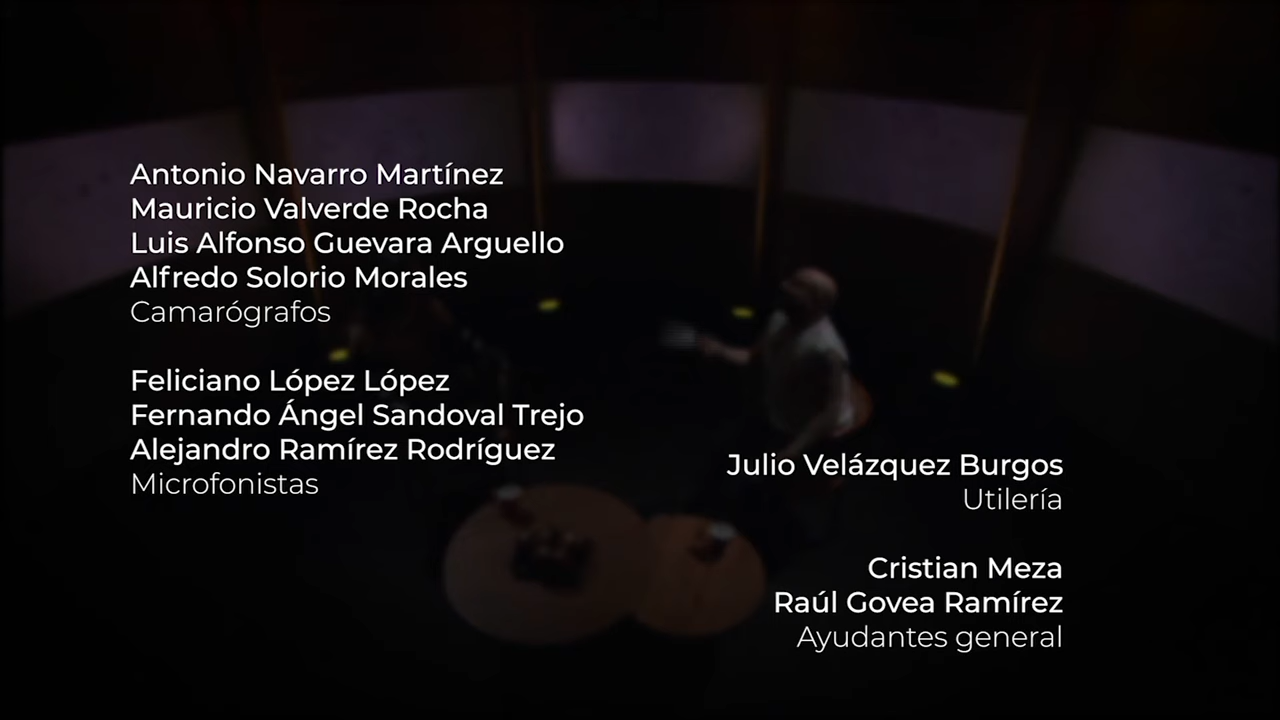 Antonio Navarro Martínez
Mauricio Valverde Rocha
Luis Alfonso Guevara Arguello
Alfredo Solorio Morales
Camarógrafos
Feliciano López López
Fernando Ángel Sandoval Trejo
Alejandro Ramírez Rodríguez
Microfonistas
Julio Velázquez Burgos
Utilería
Cristian Meza
Raúl Govea Ramírez
Ayudantes general